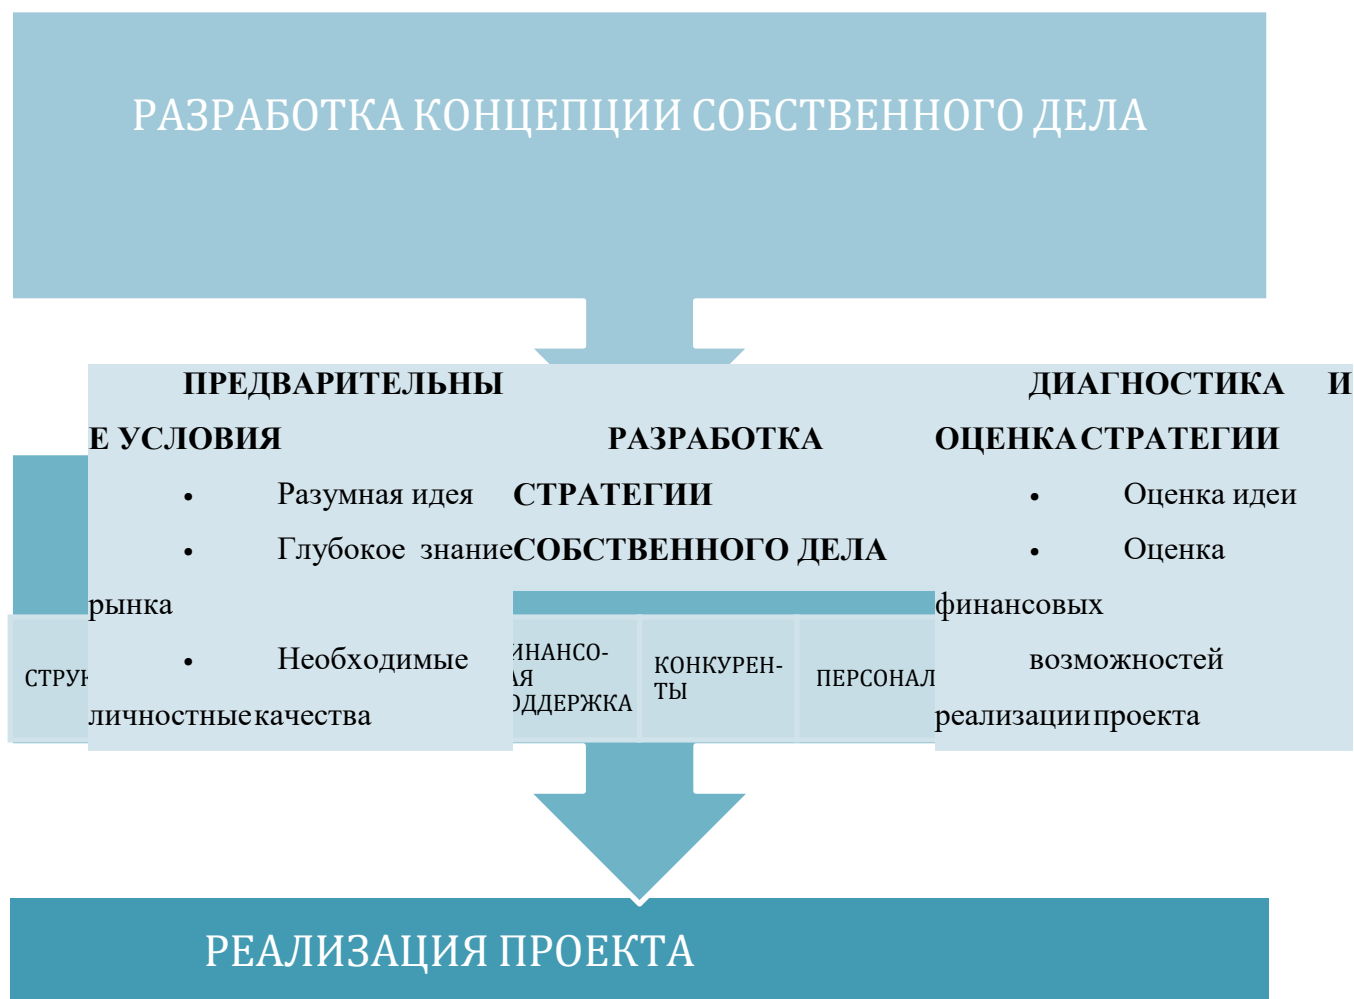 РАЗРАБОТКА КОНЦЕПЦИИ СОБСТВЕННОГО ДЕЛА
ПРЕДВАРИТЕЛЬНЫ
Е УСЛОВИЯ
• Разумная идея
• Глубокое знание
рынка
• Необходимые
личностные качества
РАЗРАБОТКА
СТРАТЕГИИ
СОБСТВЕННОГО ДЕЛА
ДИАГНОСТИКА И
ОЦЕНКА СТРАТЕГИИ
• Оценка идеи
• Оценка
финансовых
возможностей
реализации проекта
КОНКУРЕН-
ТЫ
ПЕРСОНАЛ
РЕАЛИЗАЦИЯ ПРОЕКТА